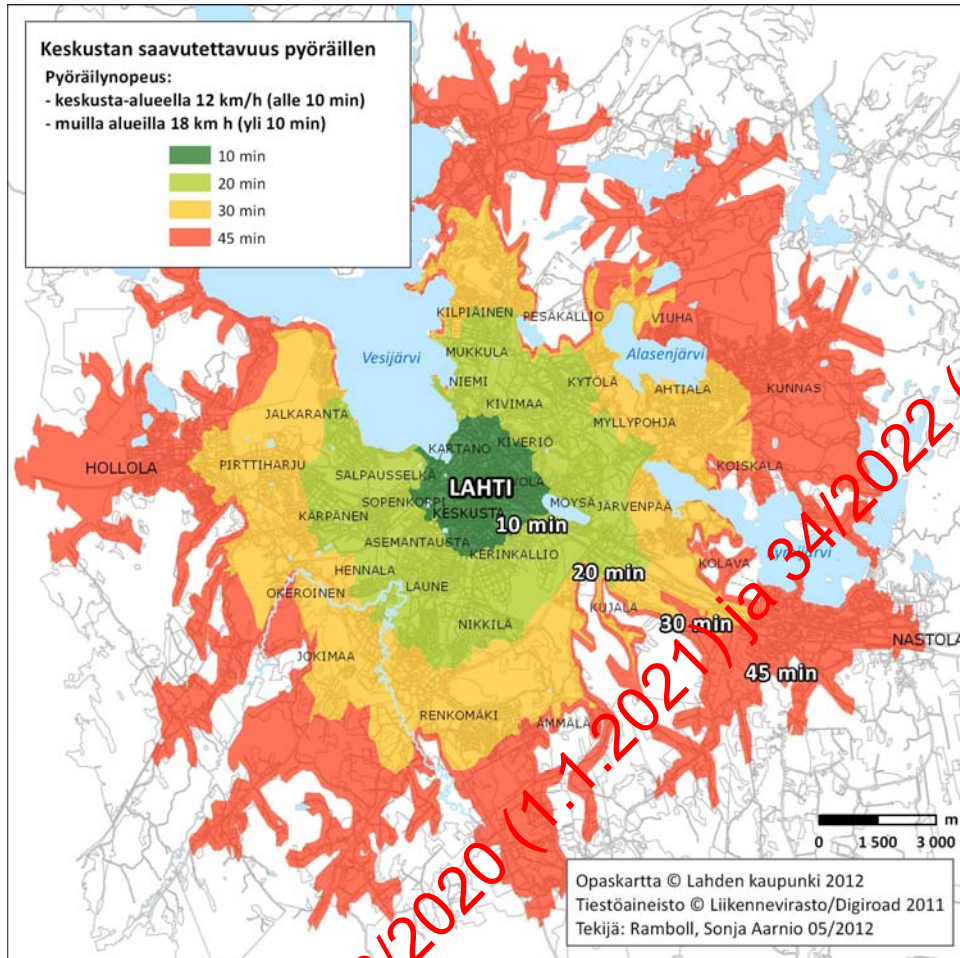 Keskustan saavutettavuus pyöräillen
Pyöräilynopeus:
- keskusta-alueella 12 km/h (alle 10 min)
- muilla alueilla 18 km h (yli 10 min)
10 min
20 min
30 min
45 min
KILPIÄINEN
PESÄKALLIO
VIUHA
Vesijärvi
MUKKULA
Alasenjärvi
NIEMI
KYTÖLÄ
AHTIALA
KUNNAS
KIVIMAA
JALKARANTA
MYLLYPOHJA
KARTANO
KIVERIÖ
HOLLOLA
PIRTTIHARJU
SALPAUSSELKÄ
KOISKALA
LAHTI
SOPENKORPI
KESKUSTA
MÖYSÄ
JÄRVENPÄÄ
KÄRPÄNEN
10 min
ASEMANTAUSTA
KERINKALLIO
KOLAVA
HENNALA
20 min
LAUNE
OKEROINEN
KUJALA
NIKKILÄ
30 min
NASTOLA
JOKIMAA
45 min
RENKOMÄKI
ÄMMÄLÄ
/2020 (1.1.2021) ja 34/2022 (
m
0 1 500 3 000
Opaskartta © Lahden kaupunki 2012
Tiestöaineisto © Liikennevirasto/Digiroad 2011
Tekijä: Ramboll, Sonja Aarnio 05/2012